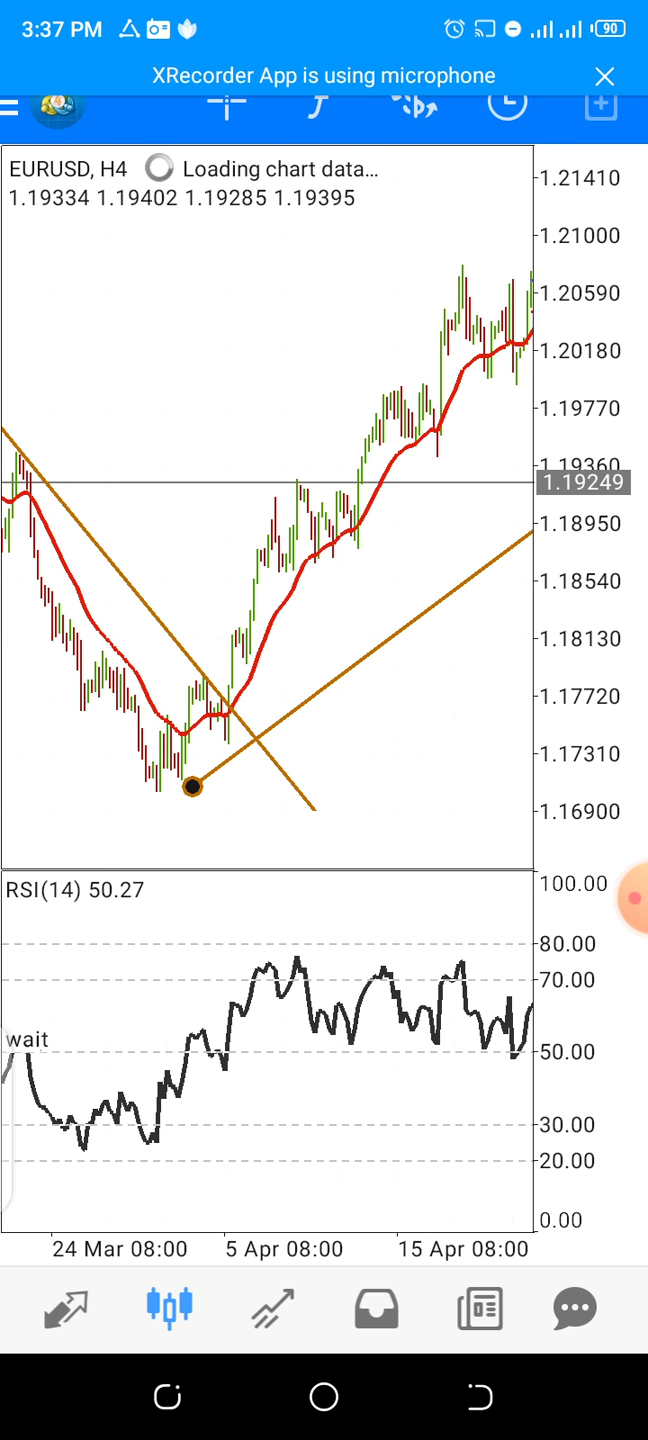 3:37 PM 90
XRecorder App is using microphone
EURUSD, H4 Loading chart data...
1.19334 1.19402 1.19285 1.19395
1.21410
1.21000
1.20590
1.20180
1.19770
1.19360
1.19249
1.18950
1.18540
1.18130
1.17720
1.17310
1.16900
RSI(14) 50.27
100.00
80.00
70.00
wait
50.00
30.00
20.00
0.00
24 Mar 08:00 5 Apr 08:00 15 Apr 08:00